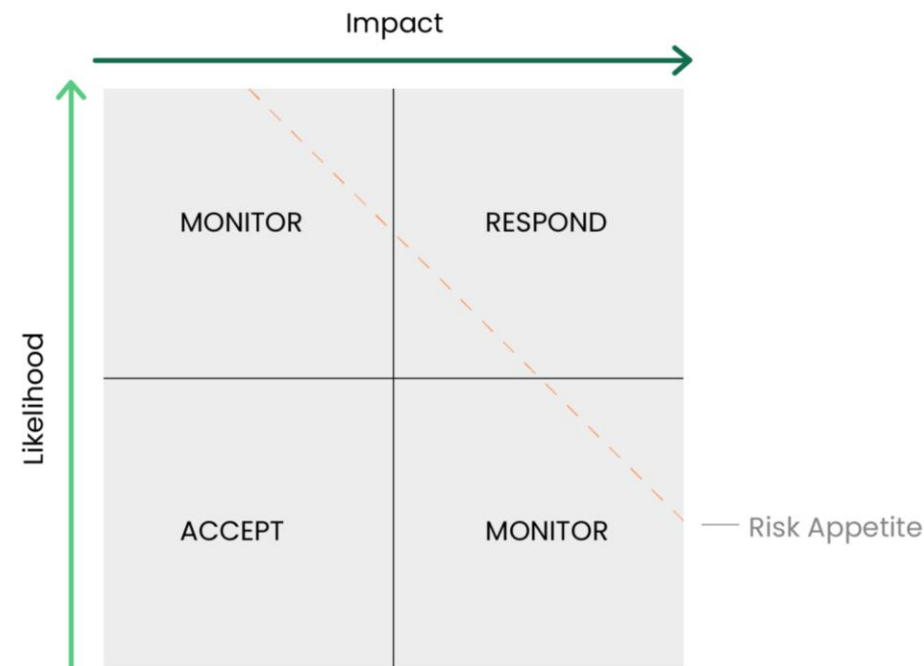 Impact
MONITOR
RESPOND
Likelihood
ACCEPT
MONITOR
Risk Appetite